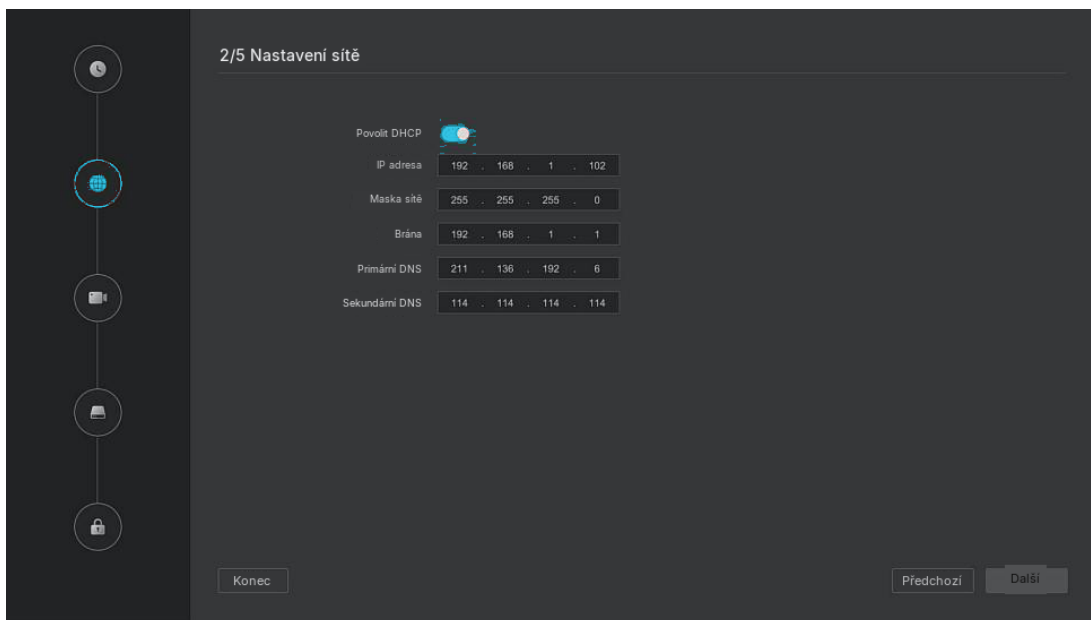 2/5 Nastavení sítě
Povolit DHCP
IP adresa 192 . 168 . 1 . 102
Maska sítě 255 . 255 . 255 . 0
Brána 192 . 168 . 1 . 1
Primární DNS 211 . 136 . 192 . 6
Sekundární DNS 114 . 114 . 114 . 114
Konec Předchozí Další